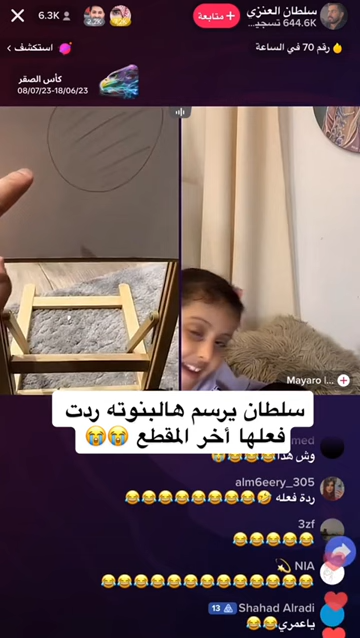 سلطان العنزي
644.6K تسجيـ...
+ متابعة
6.3K
رقم 70 في الساعة
استكشف >
كأس الصقر
08/07/23-18/06/23
Mayaro |...
سلطان يرسم هالبنوته ردت
فعلها أخر المقطع 😭😭
med
وش هذا😂😂😂😂😭
alm6eery_305
ردة فعله 🤣😂😂😂😂😂😂😂😂😂
3zf
😂😂😂😂😂😂
NIA 💫
😂😂😂😂😂😂😂😂😂😂😂😂😂😂😂😂
13 Shahad Alradi
ياعمري😂😂